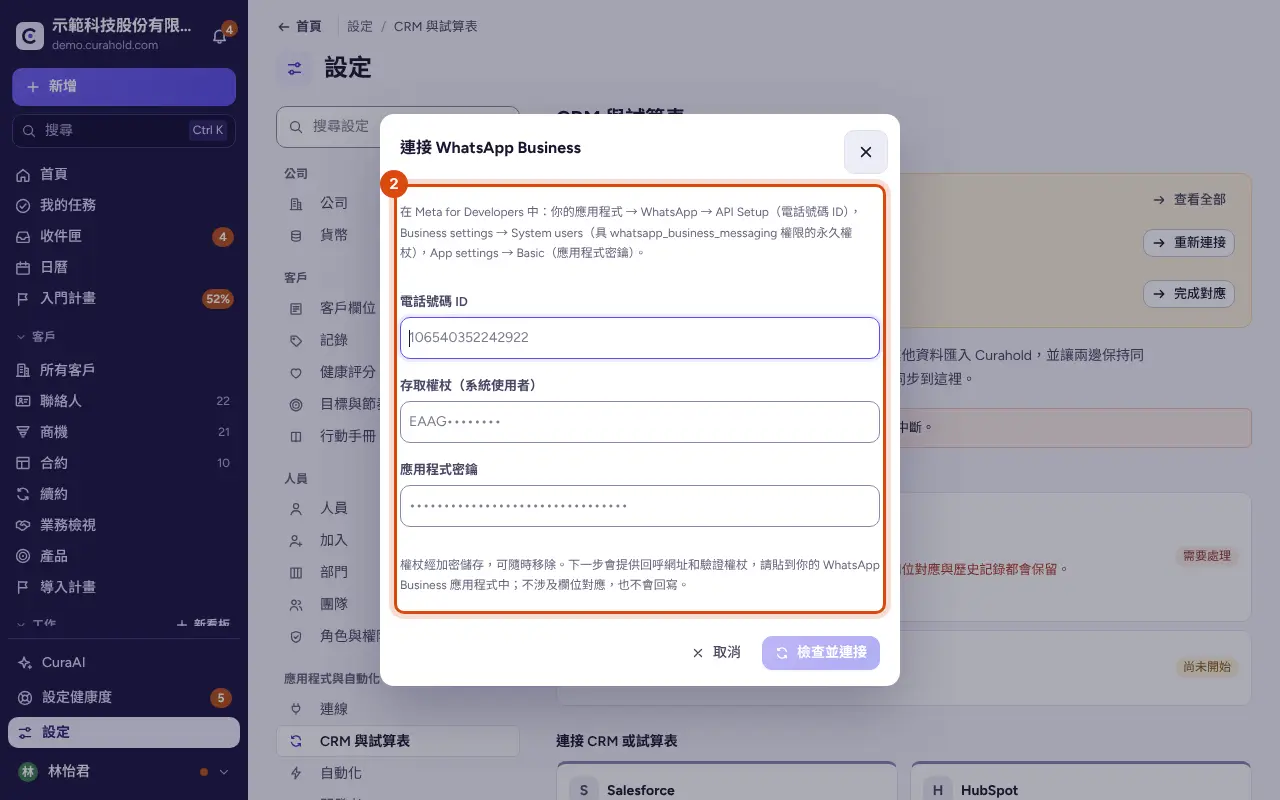 示範科技股份有限...
demo.curahold.com
4
新增
搜尋
Ctrl K
首頁
我的任務
收件匣
4
日曆
入門計畫
52%
客戶
所有客戶
聯絡人
22
商機
21
合約
10
續約
業務檢視
產品
導入計畫
工作
新看板
CuraAI
設定健康度
5
設定
林
林怡君
首頁
設定 / CRM 與試算表
設定
搜尋設定
公司
公司
貨幣
客戶
客戶欄位
記錄
健康評分
目標與節
行動手冊
人員
人員
加入
部門
團隊
角色與權
應用程式與自動化
連線
CRM 與試算表
自動化
CRM 與試算表
查看全部
重新連接
完成對應
他資料匯入 Curahold，並讓兩邊保持同
同步到這裡。
中斷。
需要處理
位對應與歷史記錄都會保留。
尚未開始
連接 CRM 或試算表
S
Salesforce
H
HubSpot
連接 WhatsApp Business
2
在 Meta for Developers 中：你的應用程式 → WhatsApp → API Setup（電話號碼 ID），
Business settings → System users（具 whatsapp_business_messaging 權限的永久權
杖），App settings → Basic（應用程式密鑰）。
電話號碼 ID
106540352242922
存取權杖（系統使用者）
EAAG••••••••
應用程式密鑰
••••••••••••••••••••••••••••••••
權杖經加密儲存，可隨時移除。下一步會提供回呼網址和驗證權杖，請貼到你的 WhatsApp
Business 應用程式中；不涉及欄位對應，也不會回寫。
取消
檢查並連接